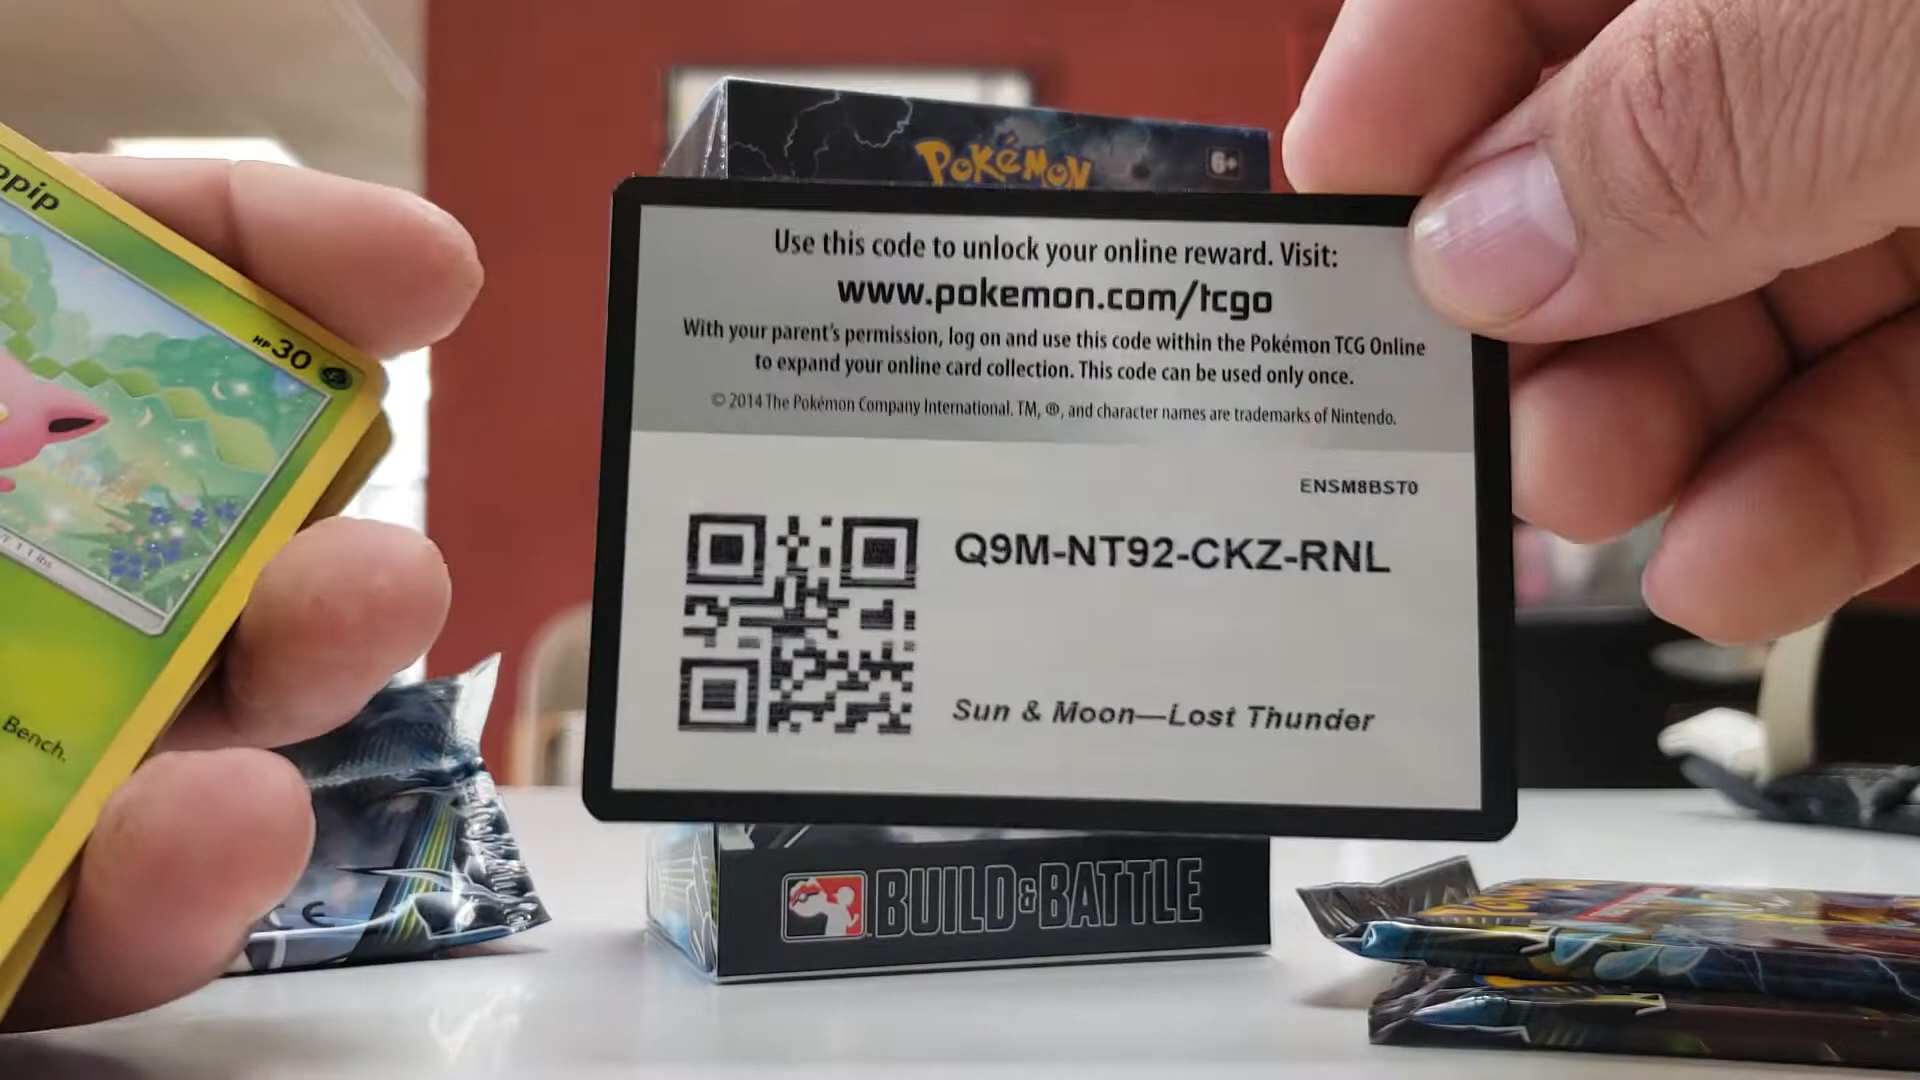 POKÉMON
6+
Use this code to unlock your online reward. Visit:
www.pokemon.com/tcgo
With your parent's permission, log on and use this code within the Pokémon TCG Online
to expand your online card collection. This code can be used only once.
© 2014 The Pokémon Company International. TM, ®, and character names are trademarks of Nintendo.
ENSM8BST0
Q9M-NT92-CKZ-RNL
Sun & Moon—Lost Thunder
BUILD & BATTLE
ppip
HP 30
lbs
Bench.